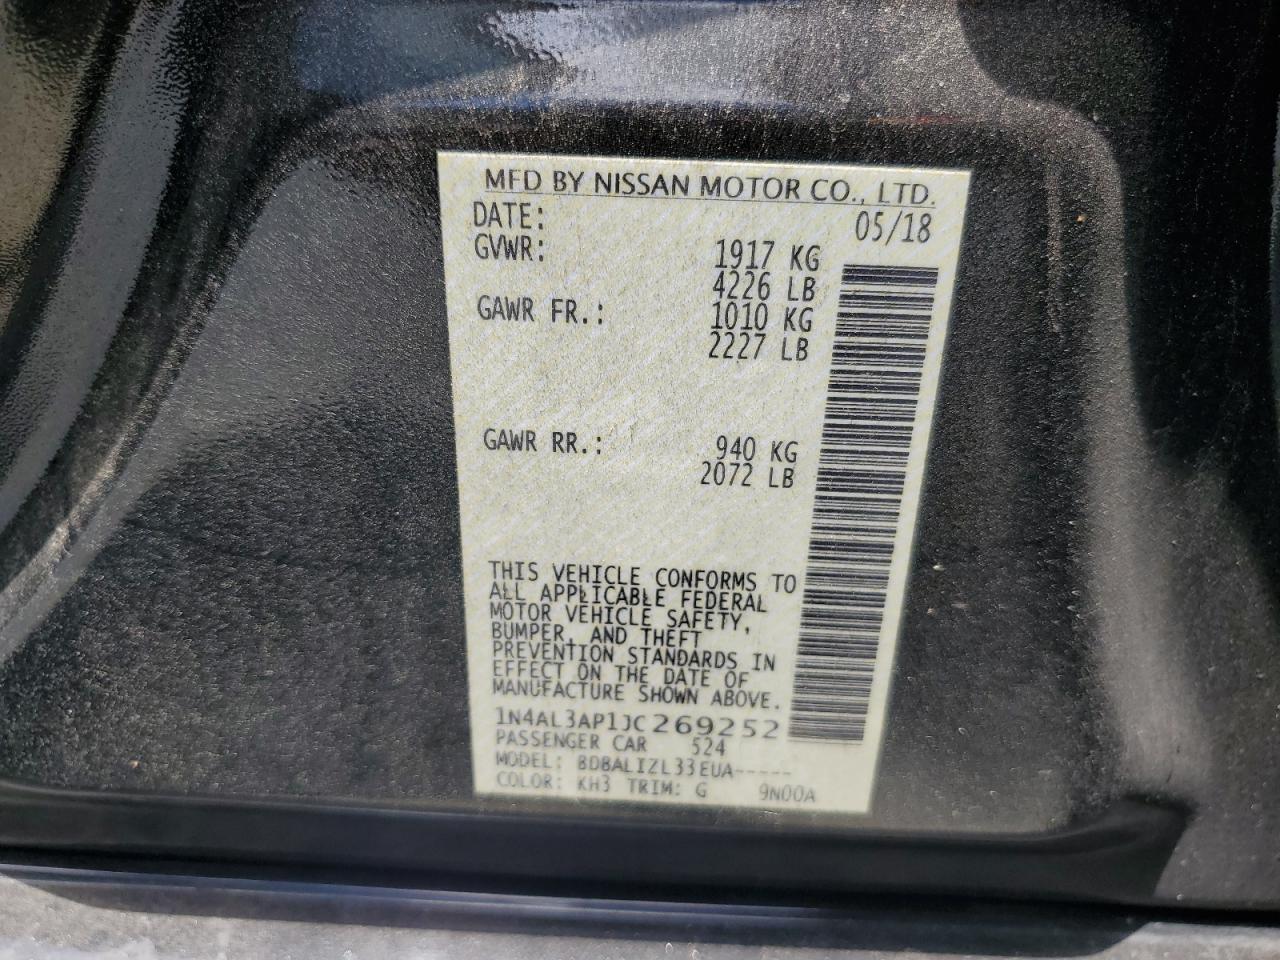 MFD BY NISSAN MOTOR CO., LTD.
DATE: 05/18
GVWR: 1917 KG
4226 LB
GAWR FR.: 1010 KG
2227 LB
GAWR RR.: 940 KG
2072 LB
THIS VEHICLE CONFORMS TO
ALL APPLICABLE FEDERAL
MOTOR VEHICLE SAFETY,
BUMPER, AND THEFT
PREVENTION STANDARDS IN
EFFECT ON THE DATE OF
MANUFACTURE SHOWN ABOVE.
1N4AL3AP1JC269252
PASSENGER CAR 524
MODEL: BDBALIZL33EUA-----
COLOR: KH3 TRIM: G 9N00A